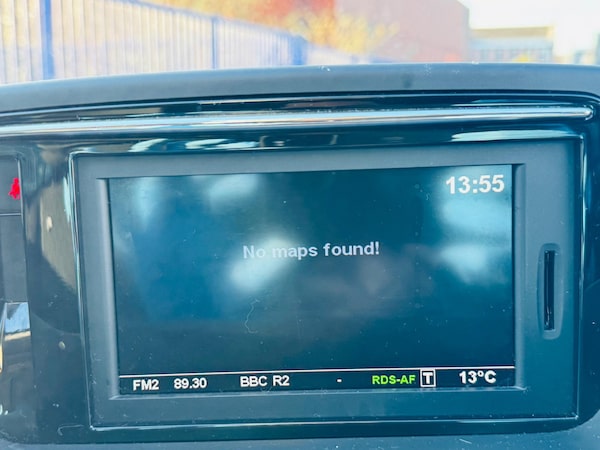 13:55
No maps found!
FM2 89.30 BBC R2 - RDS-AF T 13°C